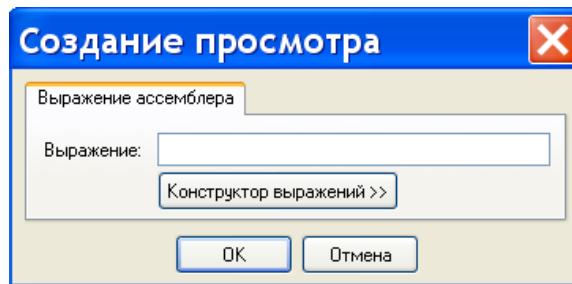 Создание просмотра
Выражение ассемблера
Выражение:
Конструктор выражений >>
OK Отмена